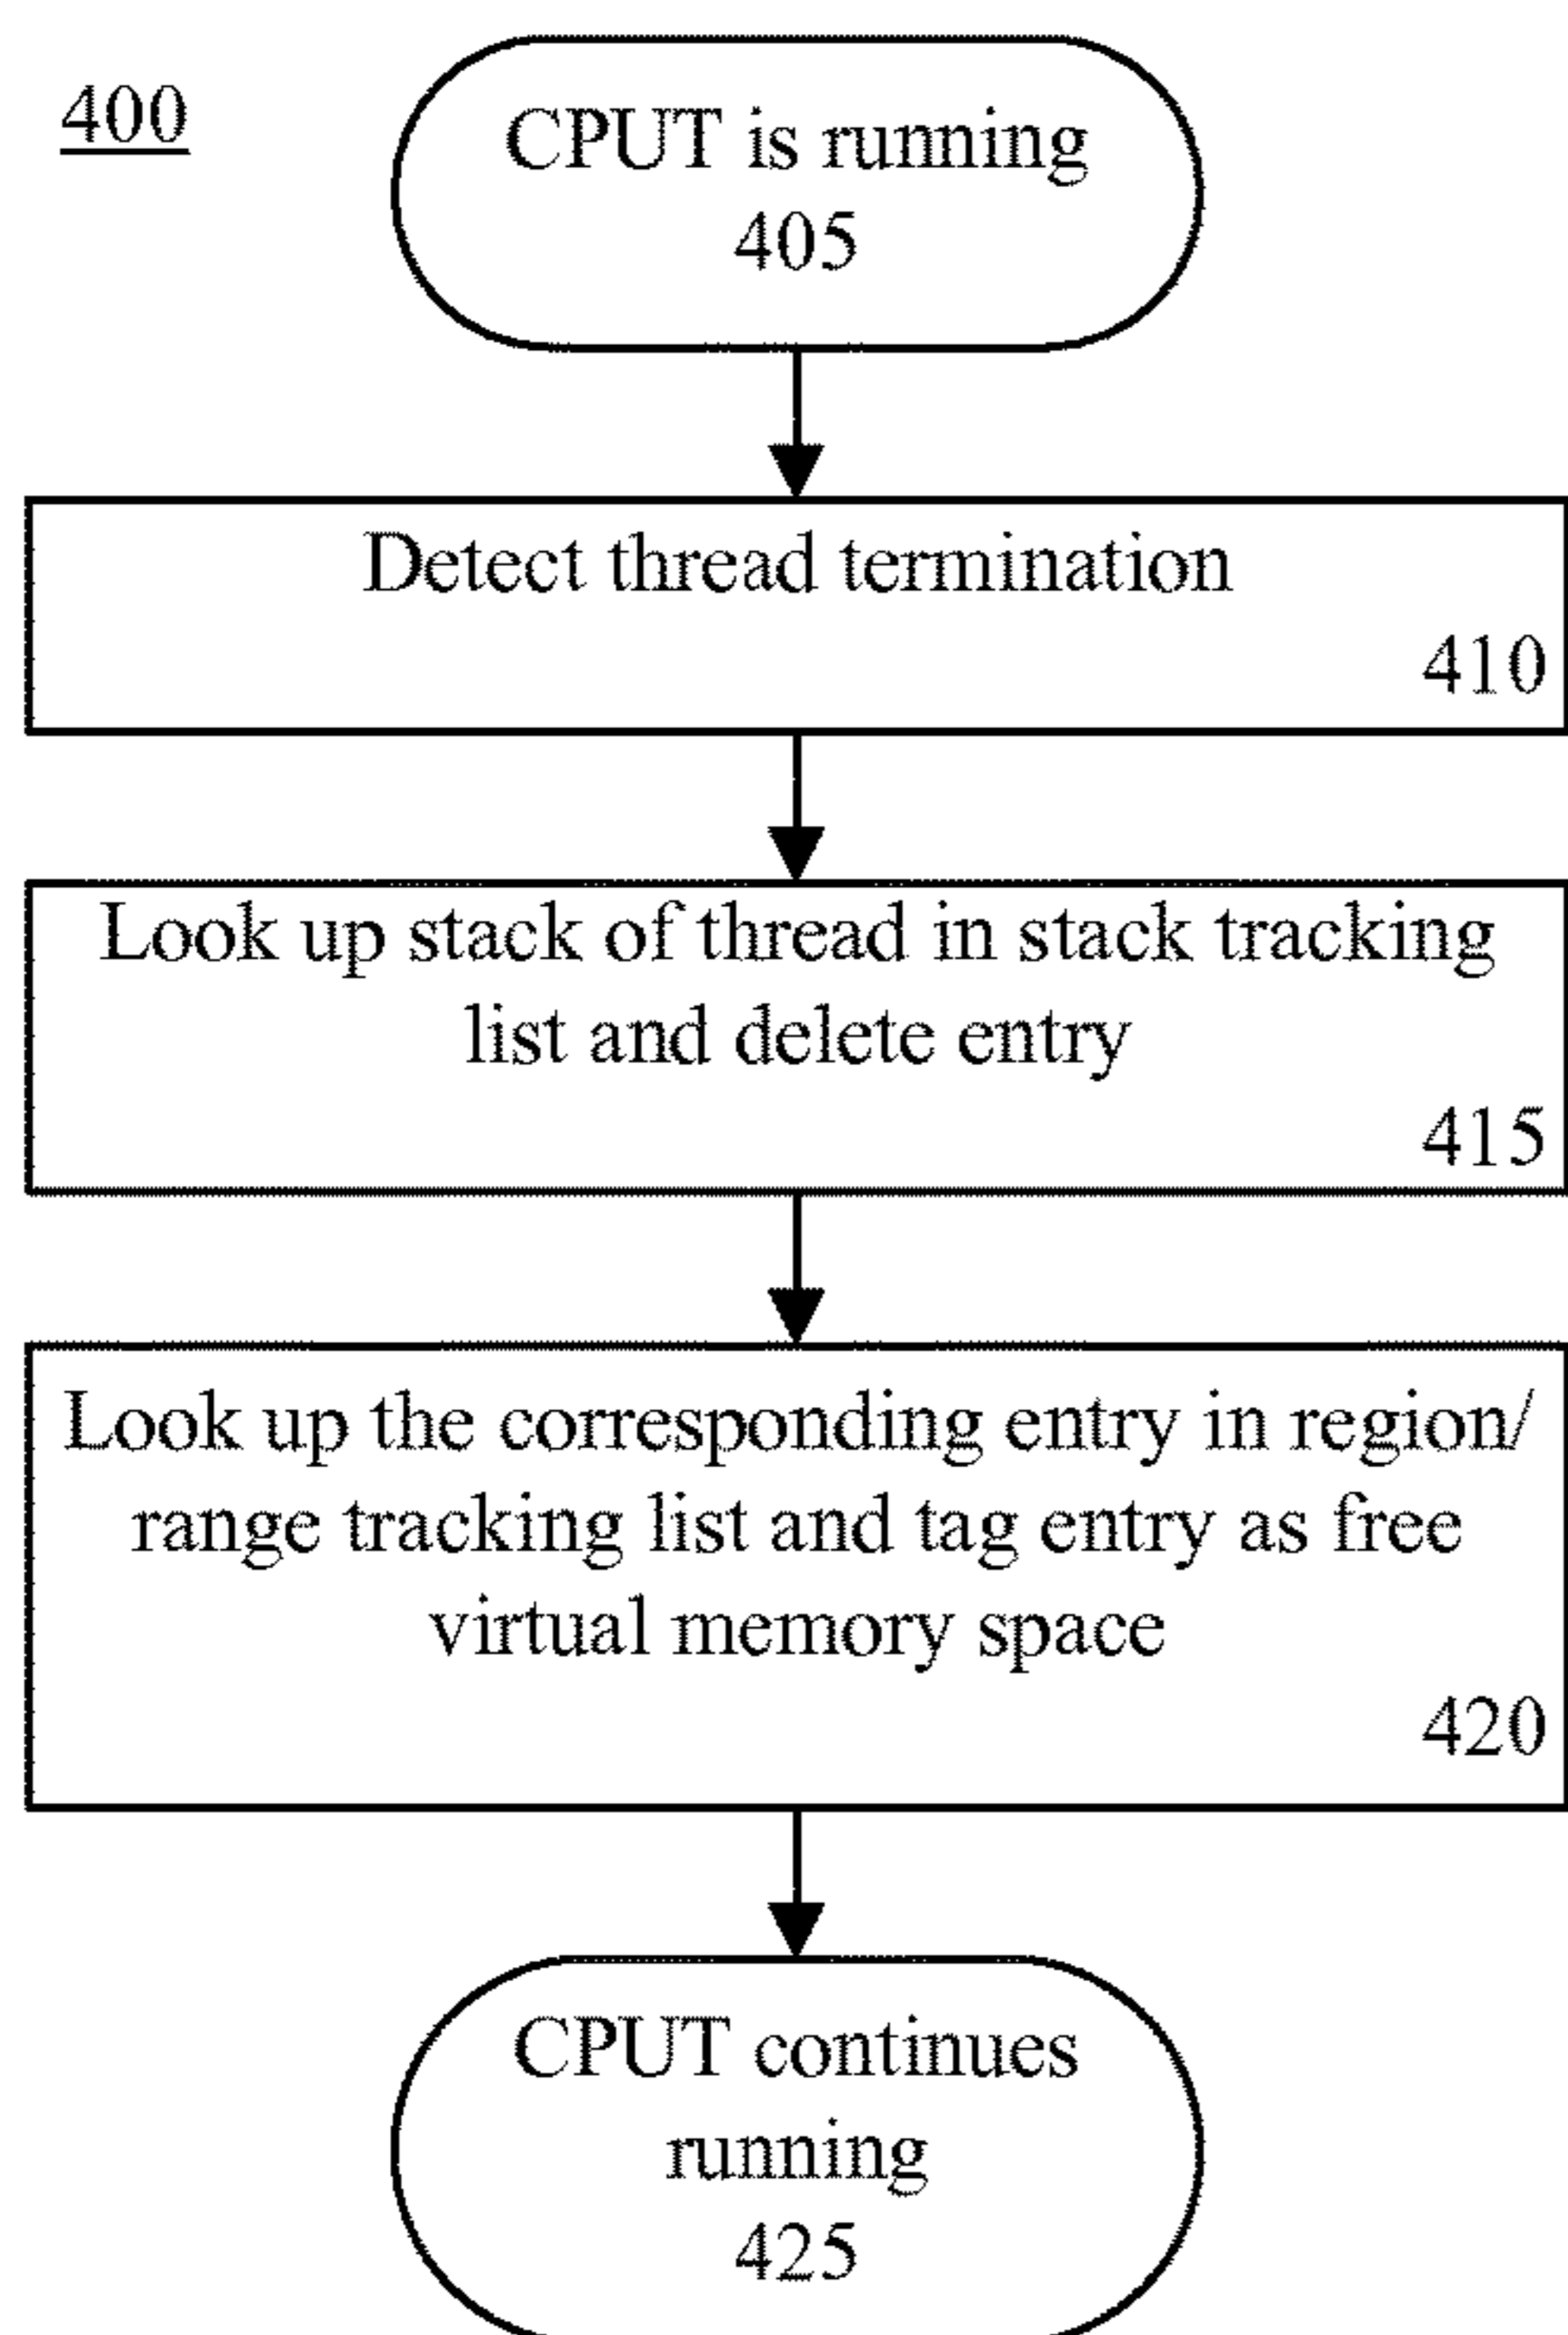 400
CPUT is running
405
Detect thread termination
410
Look up stack of thread in stack tracking
list and delete entry
415
Look up the corresponding entry in region/
range tracking list and tag entry as free
virtual memory space
420
CPUT continues
running
425